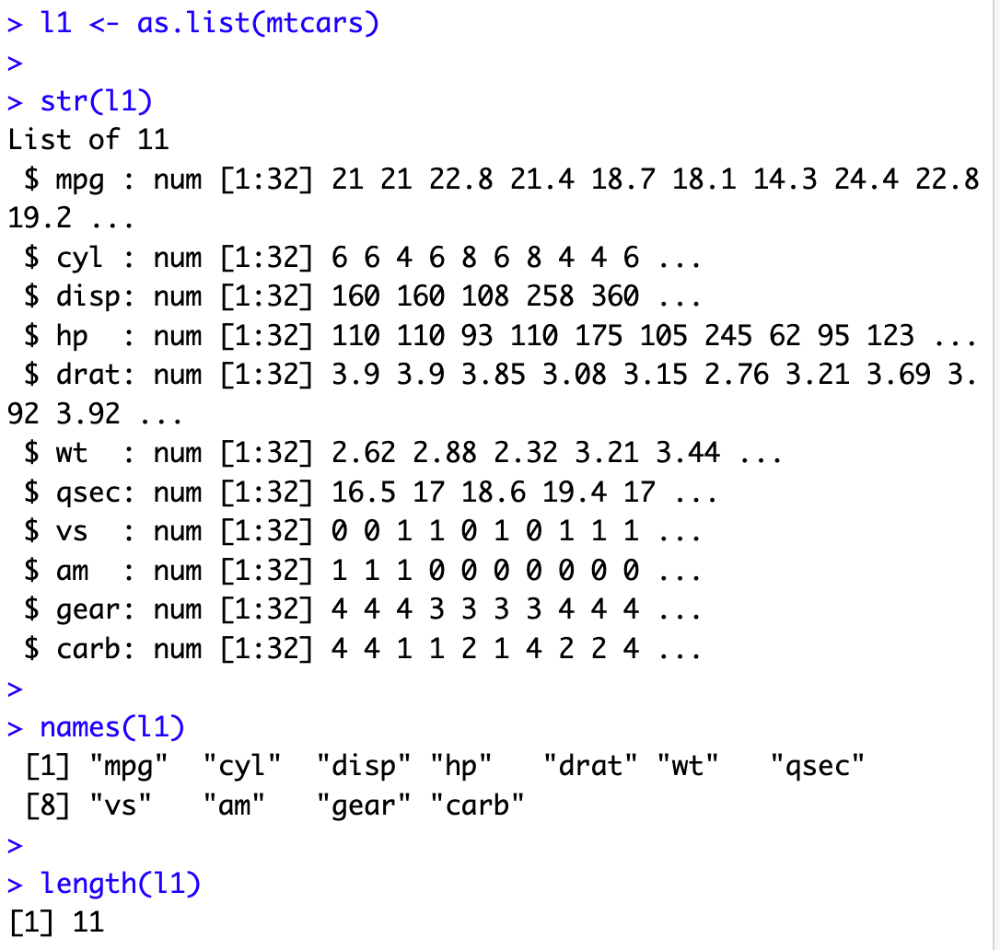 > l1 <- as.list(mtcars)
>
> str(l1)
List of 11
 $ mpg : num [1:32] 21 21 22.8 21.4 18.7 18.1 14.3 24.4 22.8
19.2 ...
 $ cyl : num [1:32] 6 6 4 6 8 6 8 4 4 6 ...
 $ disp: num [1:32] 160 160 108 258 360 ...
 $ hp  : num [1:32] 110 110 93 110 175 105 245 62 95 123 ...
 $ drat: num [1:32] 3.9 3.9 3.85 3.08 3.15 2.76 3.21 3.69 3.
92 3.92 ...
 $ wt  : num [1:32] 2.62 2.88 2.32 3.21 3.44 ...
 $ qsec: num [1:32] 16.5 17 18.6 19.4 17 ...
 $ vs  : num [1:32] 0 0 1 1 0 1 0 1 1 1 ...
 $ am  : num [1:32] 1 1 1 0 0 0 0 0 0 0 ...
 $ gear: num [1:32] 4 4 4 3 3 3 3 4 4 4 ...
 $ carb: num [1:32] 4 4 1 1 2 1 4 2 2 4 ...
>
> names(l1)
 [1] "mpg"  "cyl"  "disp" "hp"   "drat" "wt"   "qsec"
 [8] "vs"   "am"   "gear" "carb"
>
> length(l1)
[1] 11